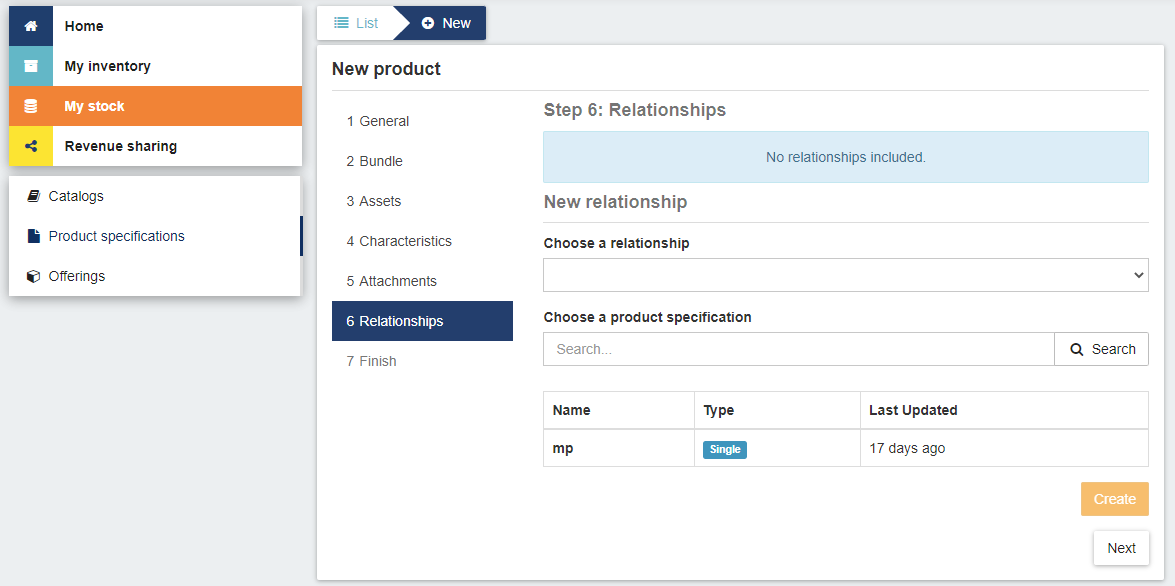 Home
My inventory
My stock
Revenue sharing
Catalogs
Product specifications
Offerings
List
New
New product
1 General
2 Bundle
3 Assets
4 Characteristics
5 Attachments
6 Relationships
7 Finish
Step 6: Relationships
No relationships included.
New relationship
Choose a relationship
Choose a product specification
Search... Search
Name Type Last Updated
mp Single 17 days ago
Create
Next